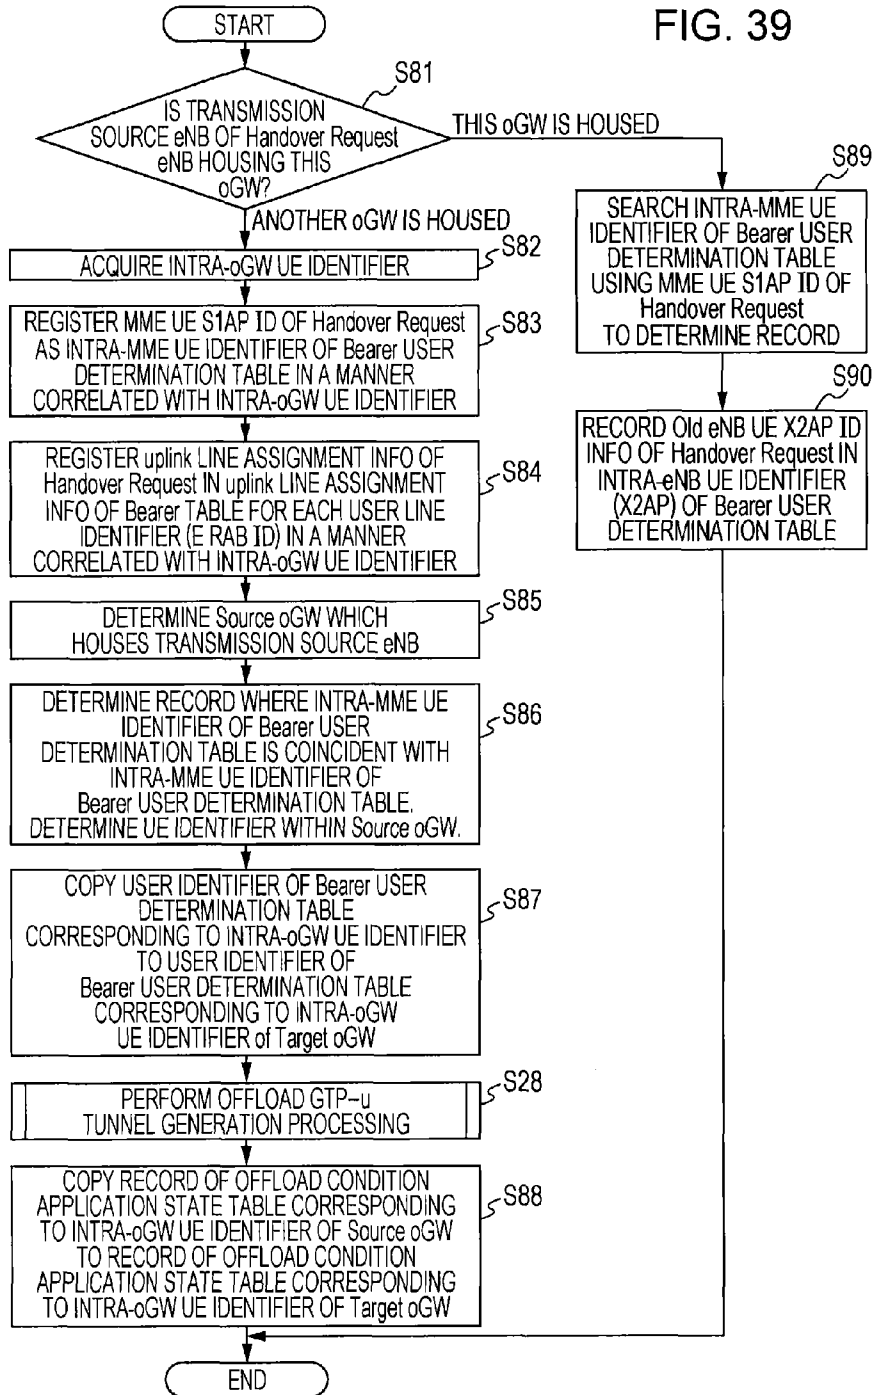 FIG. 39
START
S81
IS TRANSMISSION
SOURCE eNB OF Handover Request
eNB HOUSING THIS
oGW?
THIS oGW IS HOUSED
ANOTHER oGW IS HOUSED
S82
ACQUIRE INTRA-oGW UE IDENTIFIER
S83
REGISTER MME UE S1AP ID OF Handover Request
AS INTRA-MME UE IDENTIFIER OF Bearer USER
DETERMINATION TABLE IN A MANNER
CORRELATED WITH INTRA-oGW UE IDENTIFIER
S84
REGISTER uplink LINE ASSIGNMENT INFO OF
Handover Request IN uplink LINE ASSIGNMENT
INFO OF Bearer TABLE FOR EACH USER LINE
IDENTIFIER (E RAB ID) IN A MANNER
CORRELATED WITH INTRA-oGW UE IDENTIFIER
S85
DETERMINE Source oGW WHICH
HOUSES TRANSMISSION SOURCE eNB
S86
DETERMINE RECORD WHERE INTRA-MME UE
IDENTIFIER OF Bearer USER
DETERMINATION TABLE IS COINCIDENT WITH
INTRA-MME UE IDENTIFIER OF
Bearer USER DETERMINATION TABLE.
DETERMINE UE IDENTIFIER WITHIN Source oGW.
S87
COPY USER IDENTIFIER OF Bearer USER
DETERMINATION TABLE
CORRESPONDING TO INTRA-oGW UE IDENTIFIER
TO USER IDENTIFIER OF
Bearer USER DETERMINATION TABLE
CORRESPONDING TO INTRA-oGW
UE IDENTIFIER of Target oGW
S28
PERFORM OFFLOAD GTP-u
TUNNEL GENERATION PROCESSING
S88
COPY RECORD OF OFFLOAD CONDITION
APPLICATION STATE TABLE CORRESPONDING
TO INTRA-oGW UE IDENTIFIER OF Source oGW
TO RECORD OF OFFLOAD CONDITION
APPLICATION STATE TABLE CORRESPONDING
TO INTRA-oGW UE IDENTIFIER OF Target oGW
S89
SEARCH INTRA-MME UE
IDENTIFIER OF Bearer USER
DETERMINATION TABLE
USING MME UE S1AP ID OF
Handover Request
TO DETERMINE RECORD
S90
RECORD Old eNB UE X2AP ID
INFO OF Handover Request IN
INTRA-eNB UE IDENTIFIER
(X2AP) OF Bearer USER
DETERMINATION TABLE
END